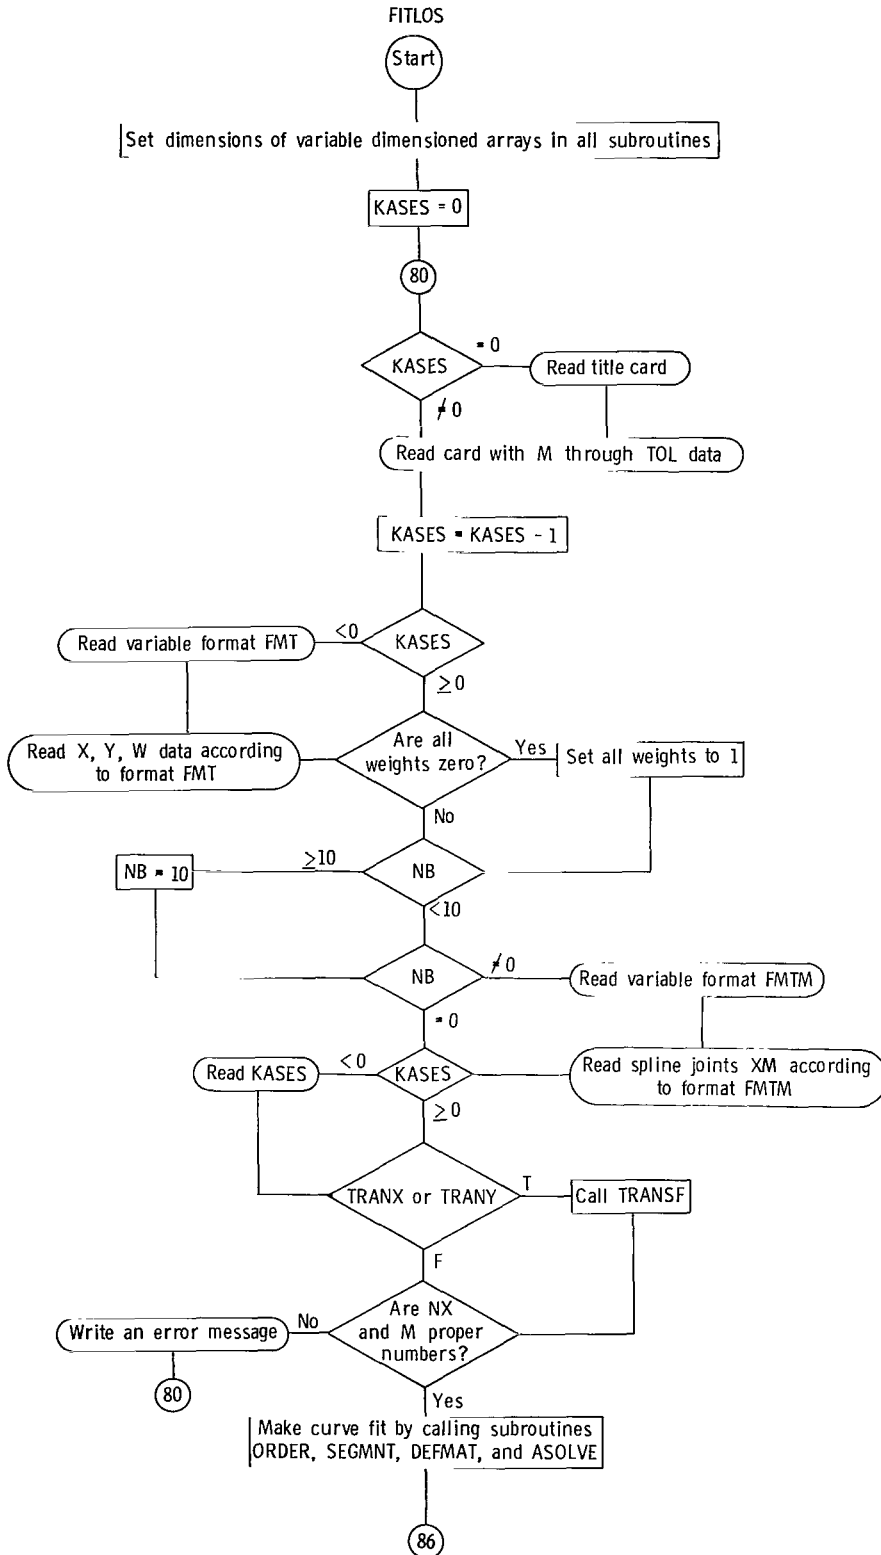 FITLOS
Start
Set dimensions of variable dimensioned arrays in all subroutines
KASES = 0
80
= 0
KASES
Read title card
≠0
Read card with M through TOL data
KASES = KASES - 1
<0
Read variable format FMT
KASES
≥0
Are all
weights zero?
Yes
Set all weights to 1
Read X, Y, W data according
to format FMT
No
NB = 10
≥10
NB
<10
NB
≠0
Read variable format FMTM
= 0
Read KASES
<0
KASES
Read spline joints XM according
to format FMTM
≥0
TRANX or TRANY
T
Call TRANSF
F
Write an error message
No
Are NX
and M proper
numbers?
80
Yes
Make curve fit by calling subroutines
ORDER, SEGMNT, DEFMAT, and ASOLVE
86